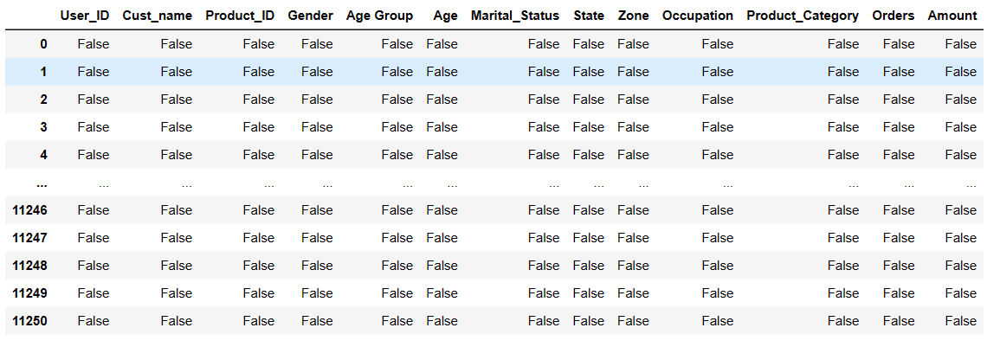 User_ID Cust_name Product_ID Gender Age Group Age Marital_Status State Zone Occupation Product_Category Orders Amount
0 False False False False False False False False False False False False False
1 False False False False False False False False False False False False False
2 False False False False False False False False False False False False False
3 False False False False False False False False False False False False False
4 False False False False False False False False False False False False False
... ... ... ... ... ... ... ... ... ... ... ... ... ...
11246 False False False False False False False False False False False False False
11247 False False False False False False False False False False False False False
11248 False False False False False False False False False False False False False
11249 False False False False False False False False False False False False False
11250 False False False False False False False False False False False False False